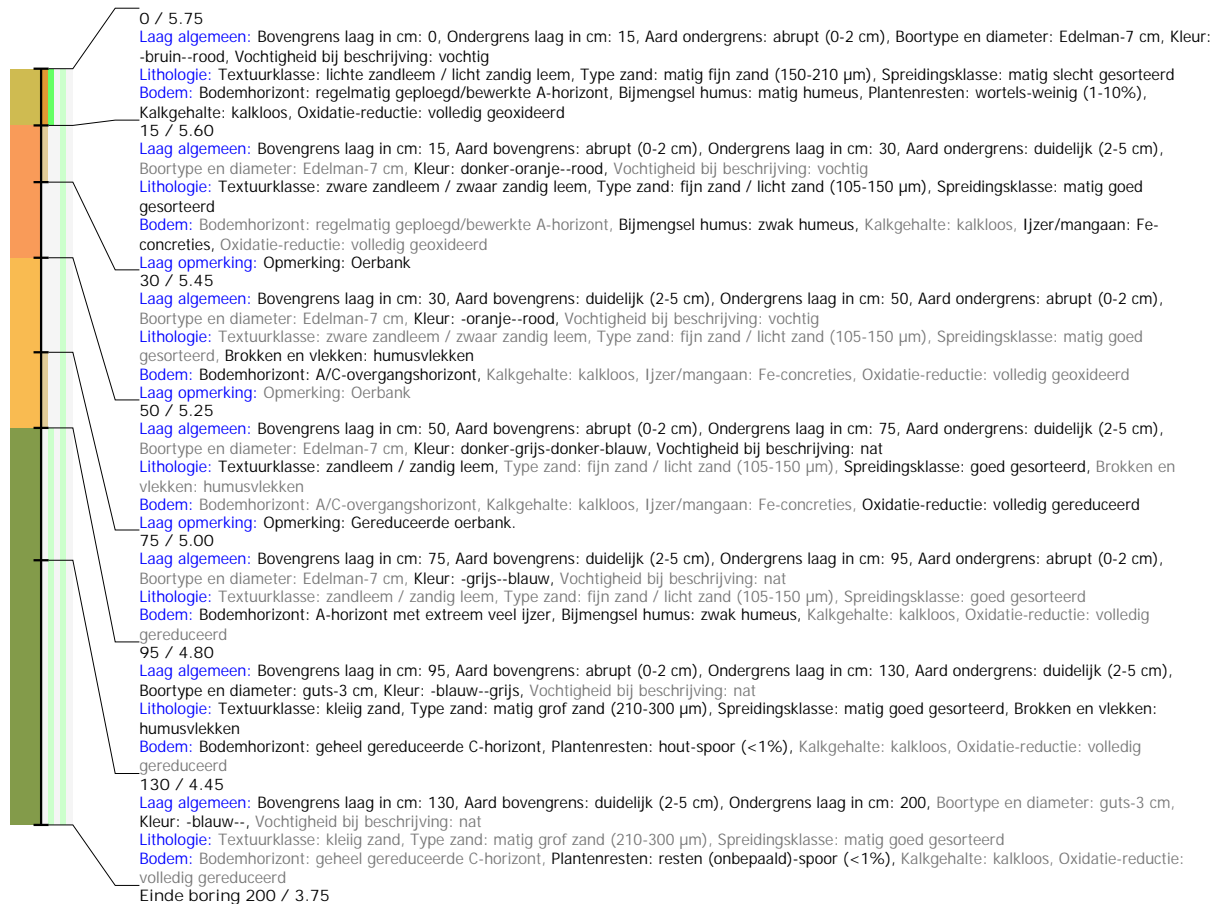 0 / 5.75
Laag algemeen: Bovengrens laag in cm: 0, Ondergrens laag in cm: 15, Aard ondergrens: abrupt (0-2 cm), Boortype en diameter: Edelman-7 cm, Kleur:
-bruin--rood, Vochtigheid bij beschrijving: vochtig
Lithologie: Textuurklasse: lichte zandleem / licht zandig leem, Type zand: matig fijn zand (150-210 µm), Spreidingsklasse: matig slecht gesorteerd
Bodem: Bodemhorizont: regelmatig geploegd/bewerkte A-horizont, Bijmengsel humus: matig humeus, Plantenresten: wortels-weinig (1-10%),
Kalkgehalte: kalkloos, Oxidatie-reductie: volledig geoxideerd
15 / 5.60
Laag algemeen: Bovengrens laag in cm: 15, Aard bovengrens: abrupt (0-2 cm), Ondergrens laag in cm: 30, Aard ondergrens: duidelijk (2-5 cm),
Boortype en diameter: Edelman-7 cm, Kleur: donker-oranje--rood, Vochtigheid bij beschrijving: vochtig
Lithologie: Textuurklasse: zware zandleem / zwaar zandig leem, Type zand: fijn zand / licht zand (105-150 µm), Spreidingsklasse: matig goed
gesorteerd
Bodem: Bodemhorizont: regelmatig geploegd/bewerkte A-horizont, Bijmengsel humus: zwak humeus, Kalkgehalte: kalkloos, Ijzer/mangaan: Fe-
concreties, Oxidatie-reductie: volledig geoxideerd
Laag opmerking: Opmerking: Oerbank
30 / 5.45
Laag algemeen: Bovengrens laag in cm: 30, Aard bovengrens: duidelijk (2-5 cm), Ondergrens laag in cm: 50, Aard ondergrens: abrupt (0-2 cm),
Boortype en diameter: Edelman-7 cm, Kleur: -oranje--rood, Vochtigheid bij beschrijving: vochtig
Lithologie: Textuurklasse: zware zandleem / zwaar zandig leem, Type zand: fijn zand / licht zand (105-150 µm), Spreidingsklasse: matig goed
gesorteerd, Brokken en vlekken: humusvlekken
Bodem: Bodemhorizont: A/C-overgangshorizont, Kalkgehalte: kalkloos, Ijzer/mangaan: Fe-concreties, Oxidatie-reductie: volledig geoxideerd
Laag opmerking: Opmerking: Oerbank
50 / 5.25
Laag algemeen: Bovengrens laag in cm: 50, Aard bovengrens: abrupt (0-2 cm), Ondergrens laag in cm: 75, Aard ondergrens: duidelijk (2-5 cm),
Boortype en diameter: Edelman-7 cm, Kleur: donker-grijs-donker-blauw, Vochtigheid bij beschrijving: nat
Lithologie: Textuurklasse: zandleem / zandig leem, Type zand: fijn zand / licht zand (105-150 µm), Spreidingsklasse: goed gesorteerd, Brokken en
vlekken: humusvlekken
Bodem: Bodemhorizont: A/C-overgangshorizont, Kalkgehalte: kalkloos, Ijzer/mangaan: Fe-concreties, Oxidatie-reductie: volledig gereduceerd
Laag opmerking: Opmerking: Gereduceerde oerbank.
75 / 5.00
Laag algemeen: Bovengrens laag in cm: 75, Aard bovengrens: duidelijk (2-5 cm), Ondergrens laag in cm: 95, Aard ondergrens: abrupt (0-2 cm),
Boortype en diameter: Edelman-7 cm, Kleur: -grijs--blauw, Vochtigheid bij beschrijving: nat
Lithologie: Textuurklasse: zandleem / zandig leem, Type zand: fijn zand / licht zand (105-150 µm), Spreidingsklasse: goed gesorteerd
Bodem: Bodemhorizont: A-horizont met extreem veel ijzer, Bijmengsel humus: zwak humeus, Kalkgehalte: kalkloos, Oxidatie-reductie: volledig
gereduceerd
95 / 4.80
Laag algemeen: Bovengrens laag in cm: 95, Aard bovengrens: abrupt (0-2 cm), Ondergrens laag in cm: 130, Aard ondergrens: duidelijk (2-5 cm),
Boortype en diameter: guts-3 cm, Kleur: -blauw--grijs, Vochtigheid bij beschrijving: nat
Lithologie: Textuurklasse: kleiig zand, Type zand: matig grof zand (210-300 µm), Spreidingsklasse: matig goed gesorteerd, Brokken en vlekken:
humusvlekken
Bodem: Bodemhorizont: geheel gereduceerde C-horizont, Plantenresten: hout-spoor (<1%), Kalkgehalte: kalkloos, Oxidatie-reductie: volledig
gereduceerd
130 / 4.45
Laag algemeen: Bovengrens laag in cm: 130, Aard bovengrens: duidelijk (2-5 cm), Ondergrens laag in cm: 200, Boortype en diameter: guts-3 cm,
Kleur: -blauw--, Vochtigheid bij beschrijving: nat
Lithologie: Textuurklasse: kleiig zand, Type zand: matig grof zand (210-300 µm), Spreidingsklasse: matig goed gesorteerd
Bodem: Bodemhorizont: geheel gereduceerde C-horizont, Plantenresten: resten (onbepaald)-spoor (<1%), Kalkgehalte: kalkloos, Oxidatie-reductie:
volledig gereduceerd
Einde boring 200 / 3.75